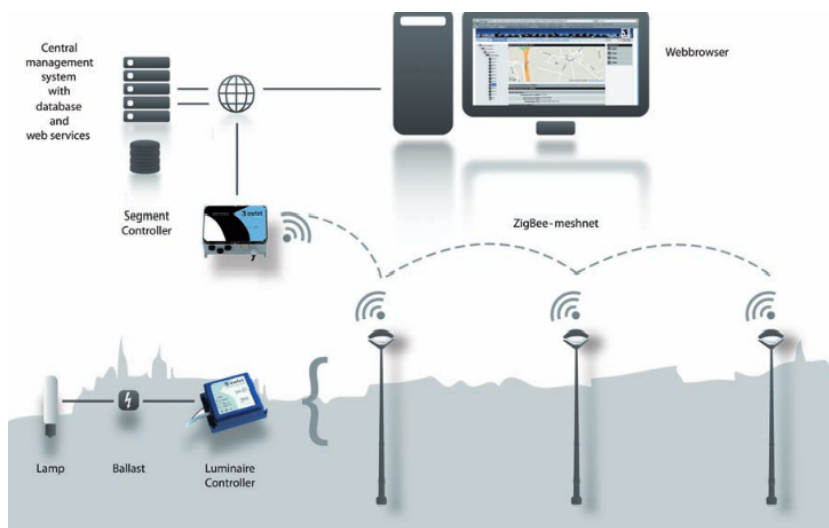 Central
management
system
with
database
and
web services
Webbrowser
Segment
Controller
ZigBee-meshnet
Lamp
Ballast
Luminaire
Controller